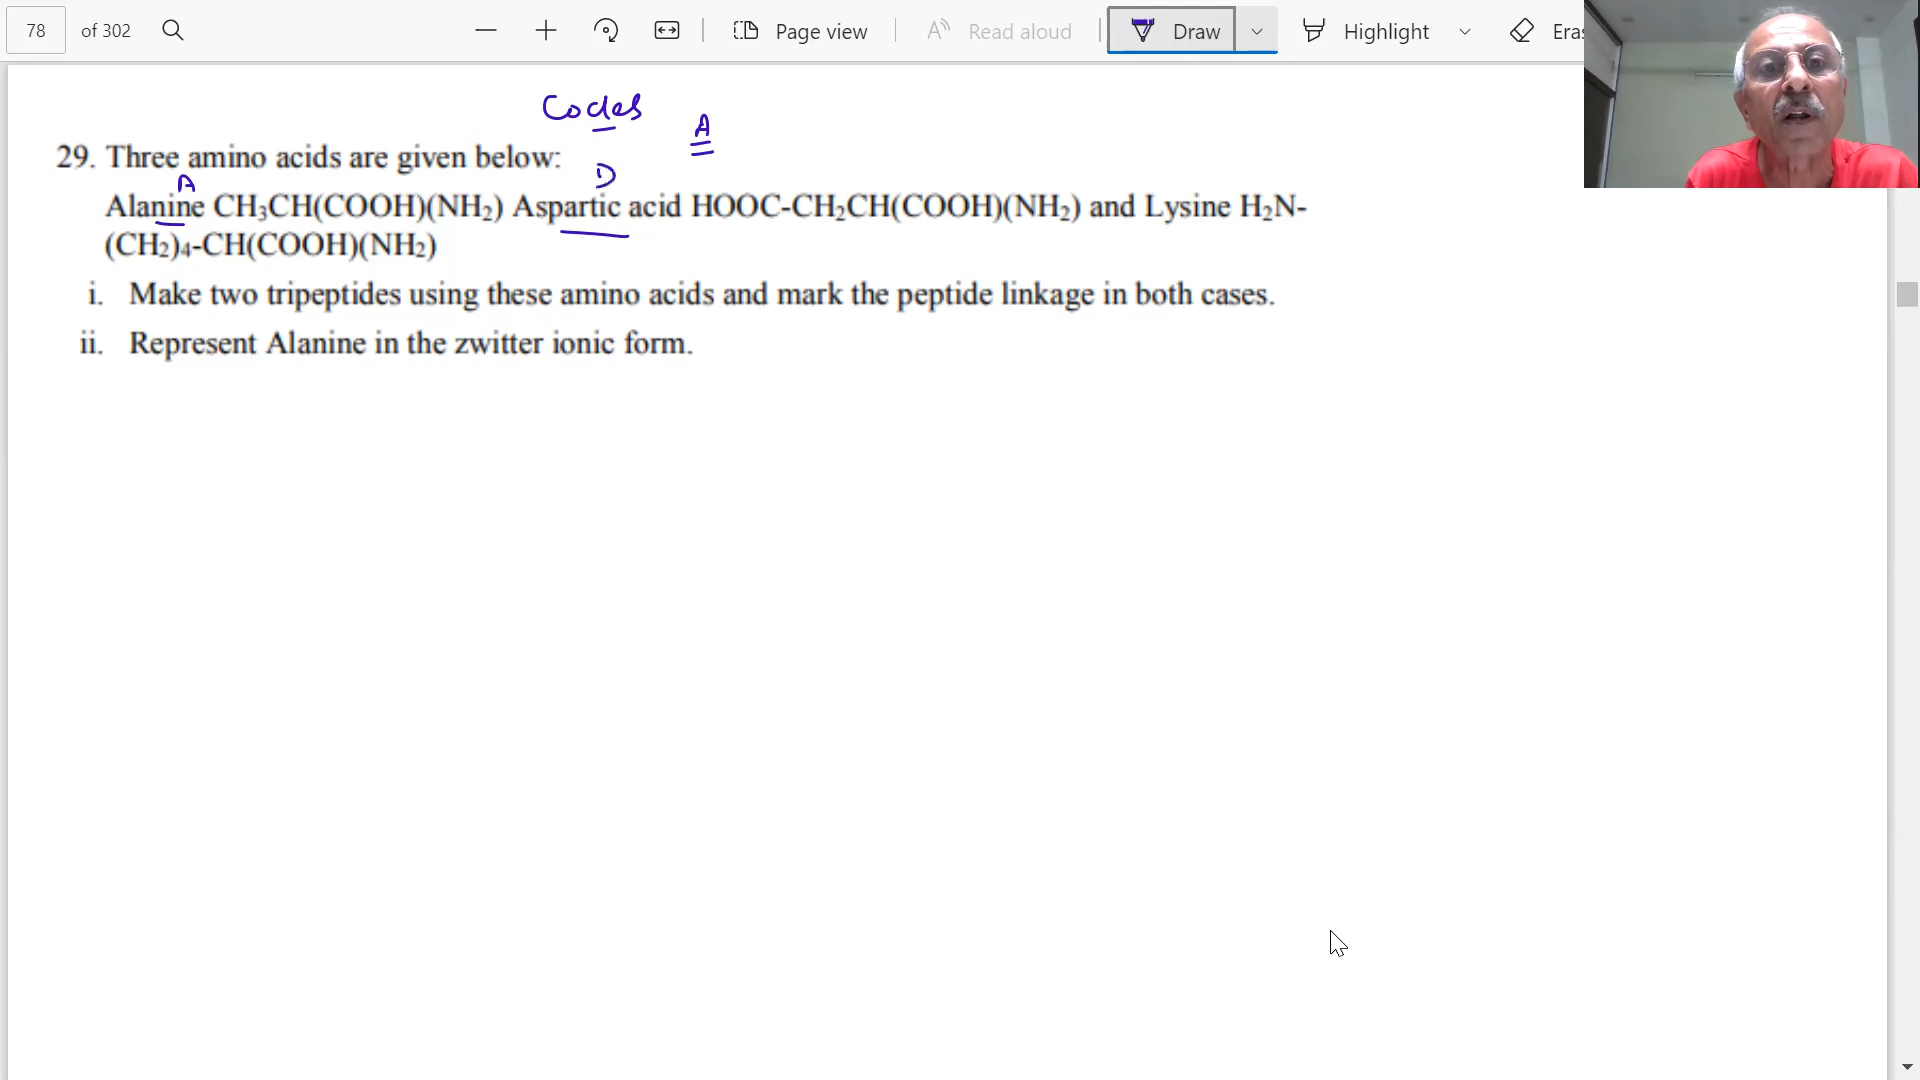 78 of 302 Page view Read aloud Draw Highlight Eras
Codes
A
29. Three amino acids are given below:
A D
Alanine CH₃CH(COOH)(NH₂) Aspartic acid HOOC-CH₂CH(COOH)(NH₂) and Lysine H₂N-
(CH₂)₄-CH(COOH)(NH₂)
i. Make two tripeptides using these amino acids and mark the peptide linkage in both cases.
ii. Represent Alanine in the zwitter ionic form.